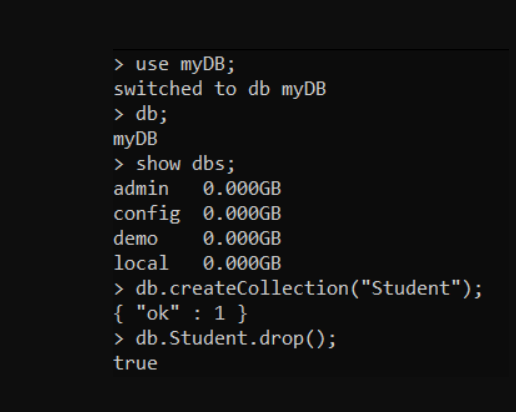 > use myDB;
switched to db myDB
> db;
myDB
> show dbs;
admin   0.000GB
config  0.000GB
demo    0.000GB
local   0.000GB
> db.createCollection("Student");
{ "ok" : 1 }
> db.Student.drop();
true